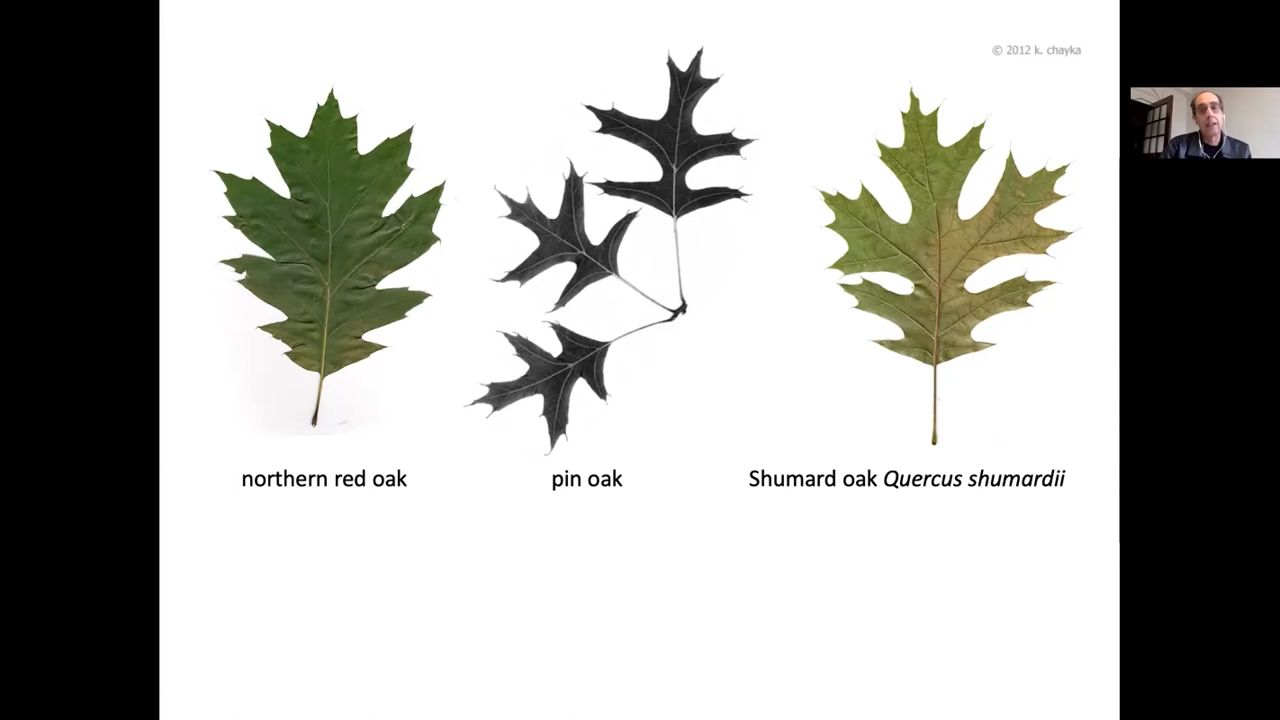 © 2012 k. chayka
northern red oak
pin oak
Shumard oak Quercus shumardii